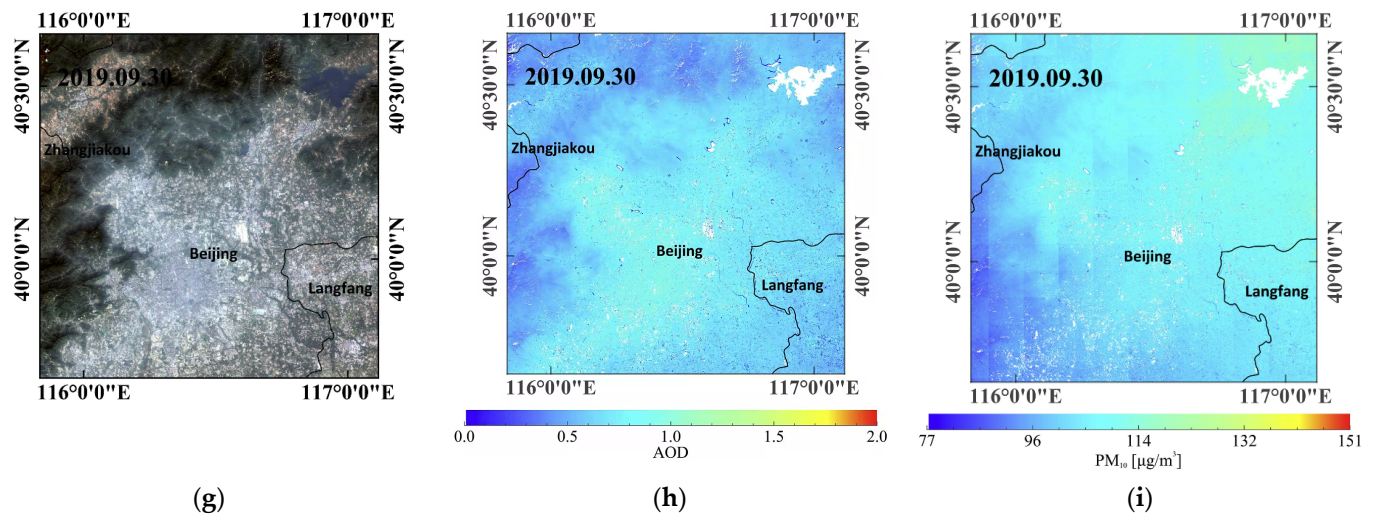 116°0'0"E 117°0'0"E
40°30'0"N
40°0'0"N
2019.09.30
Zhangjiakou
Beijing
Langfang
40°30'0"N
40°0'0"N
116°0'0"E 117°0'0"E
(g)
116°0'0"E 117°0'0"E
40°30'0"N
40°0'0"N
2019.09.30
Zhangjiakou
Beijing
Langfang
40°30'0"N
40°0'0"N
116°0'0"E 117°0'0"E
0.0 0.5 1.0 1.5 2.0
AOD
(h)
116°0'0"E 117°0'0"E
40°30'0"N
40°0'0"N
2019.09.30
Zhangjiakou
Beijing
Langfang
40°30'0"N
40°0'0"N
116°0'0"E 117°0'0"E
77 96 114 132 151
PM₁₀ [µg/m³]
(i)